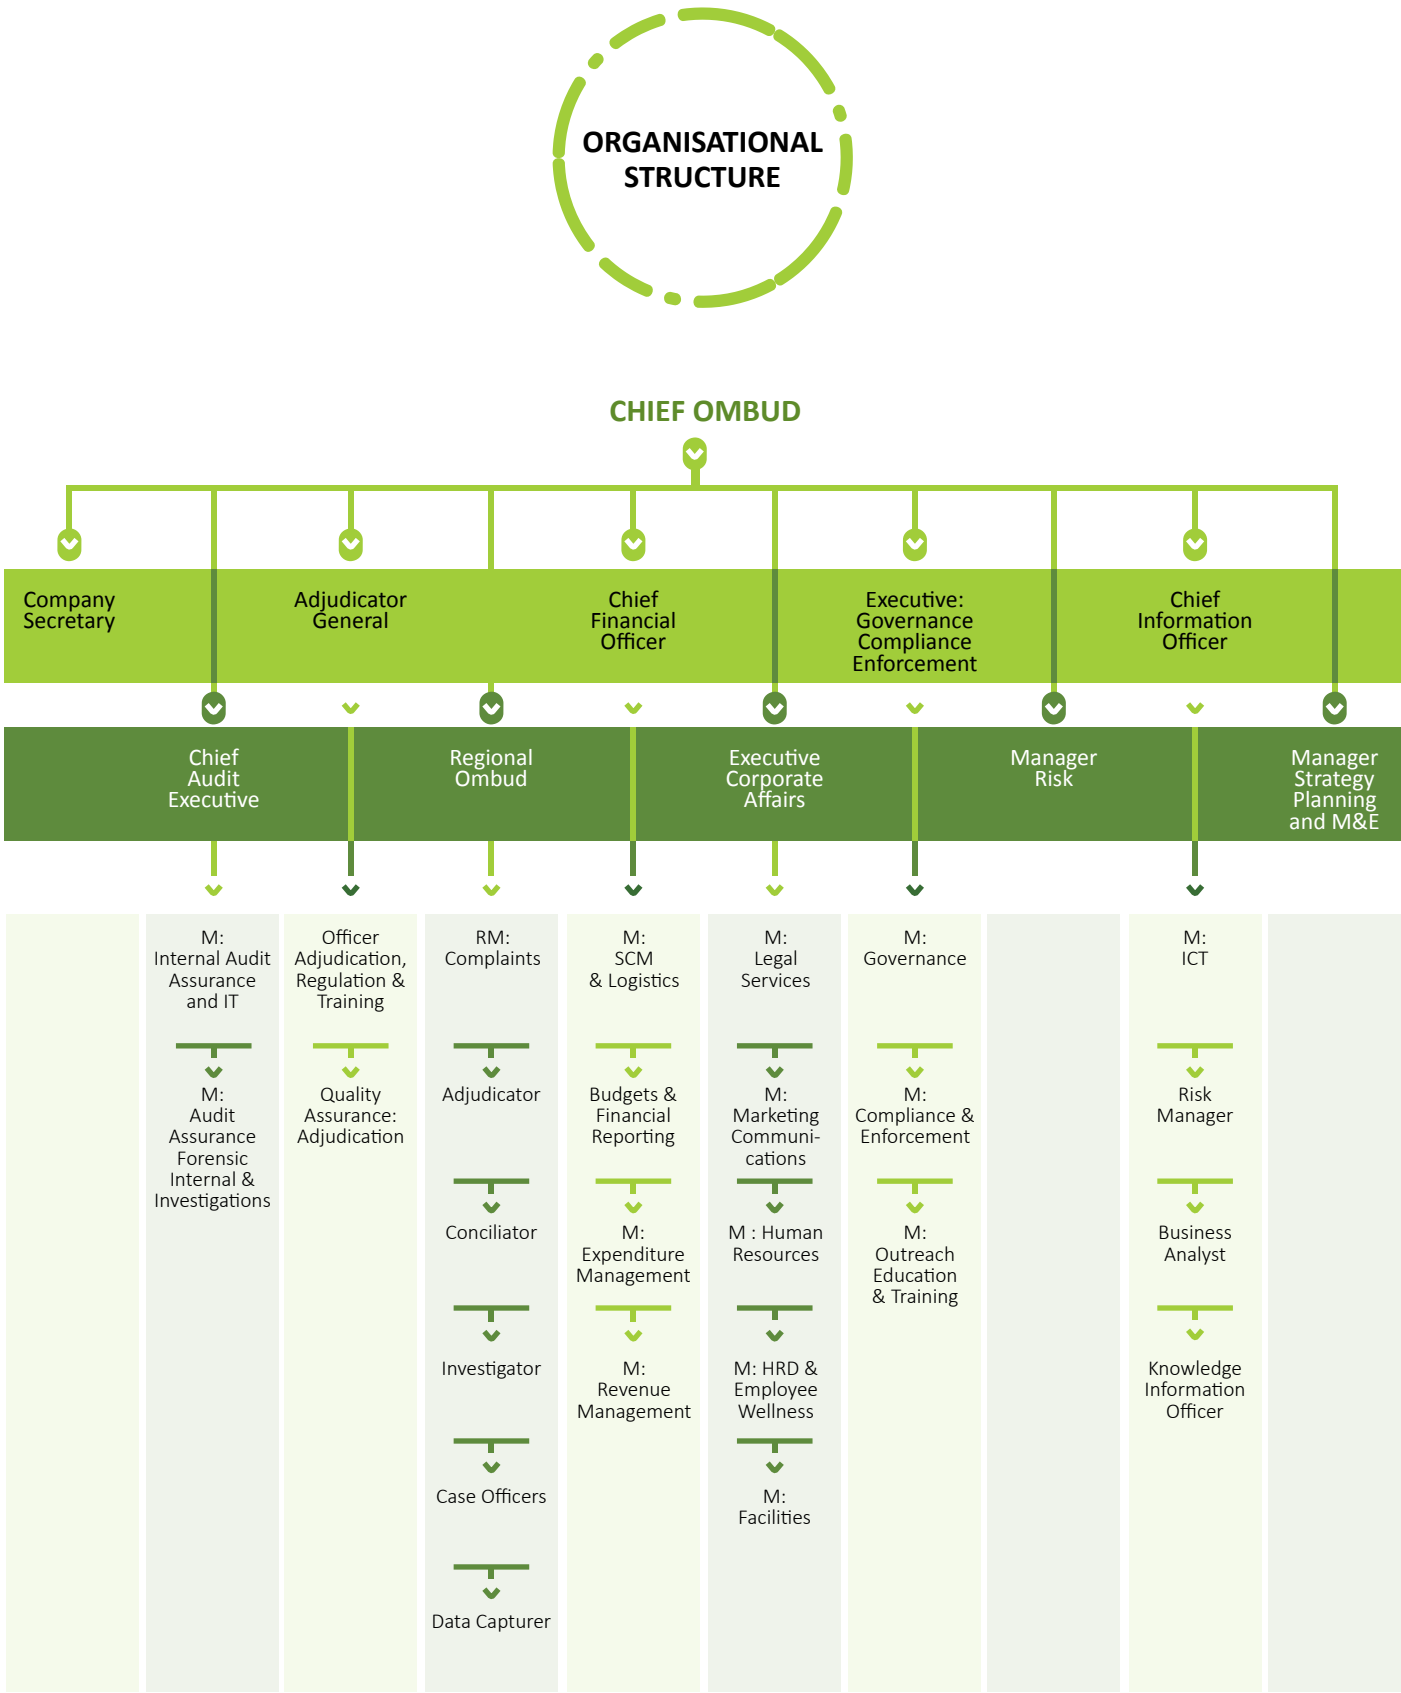 ORGANISATIONAL
STRUCTURE
CHIEF OMBUD
Company
Secretary
Adjudicator
General
Chief
Financial
Officer
Executive:
Governance
Compliance
Enforcement
Chief
Information
Officer
Chief
Audit
Executive
Regional
Ombud
Executive
Corporate
Affairs
Manager
Risk
Manager
Strategy
Planning
and M&E
M:
Internal Audit
Assurance
and IT
M:
Audit
Assurance
Forensic
Internal &
Investigations
Officer
Adjudication,
Regulation &
Training
Quality
Assurance:
Adjudication
RM:
Complaints
Adjudicator
Conciliator
Investigator
Case Officers
Data Capturer
M:
SCM
& Logistics
Budgets &
Financial
Reporting
M:
Expenditure
Management
M:
Revenue
Management
M:
Legal
Services
M:
Marketing
Communi-
cations
M : Human
Resources
M: HRD &
Employee
Wellness
M:
Facilities
M:
Governance
M:
Compliance &
Enforcement
M:
Outreach
Education
& Training
M:
ICT
Risk
Manager
Business
Analyst
Knowledge
Information
Officer